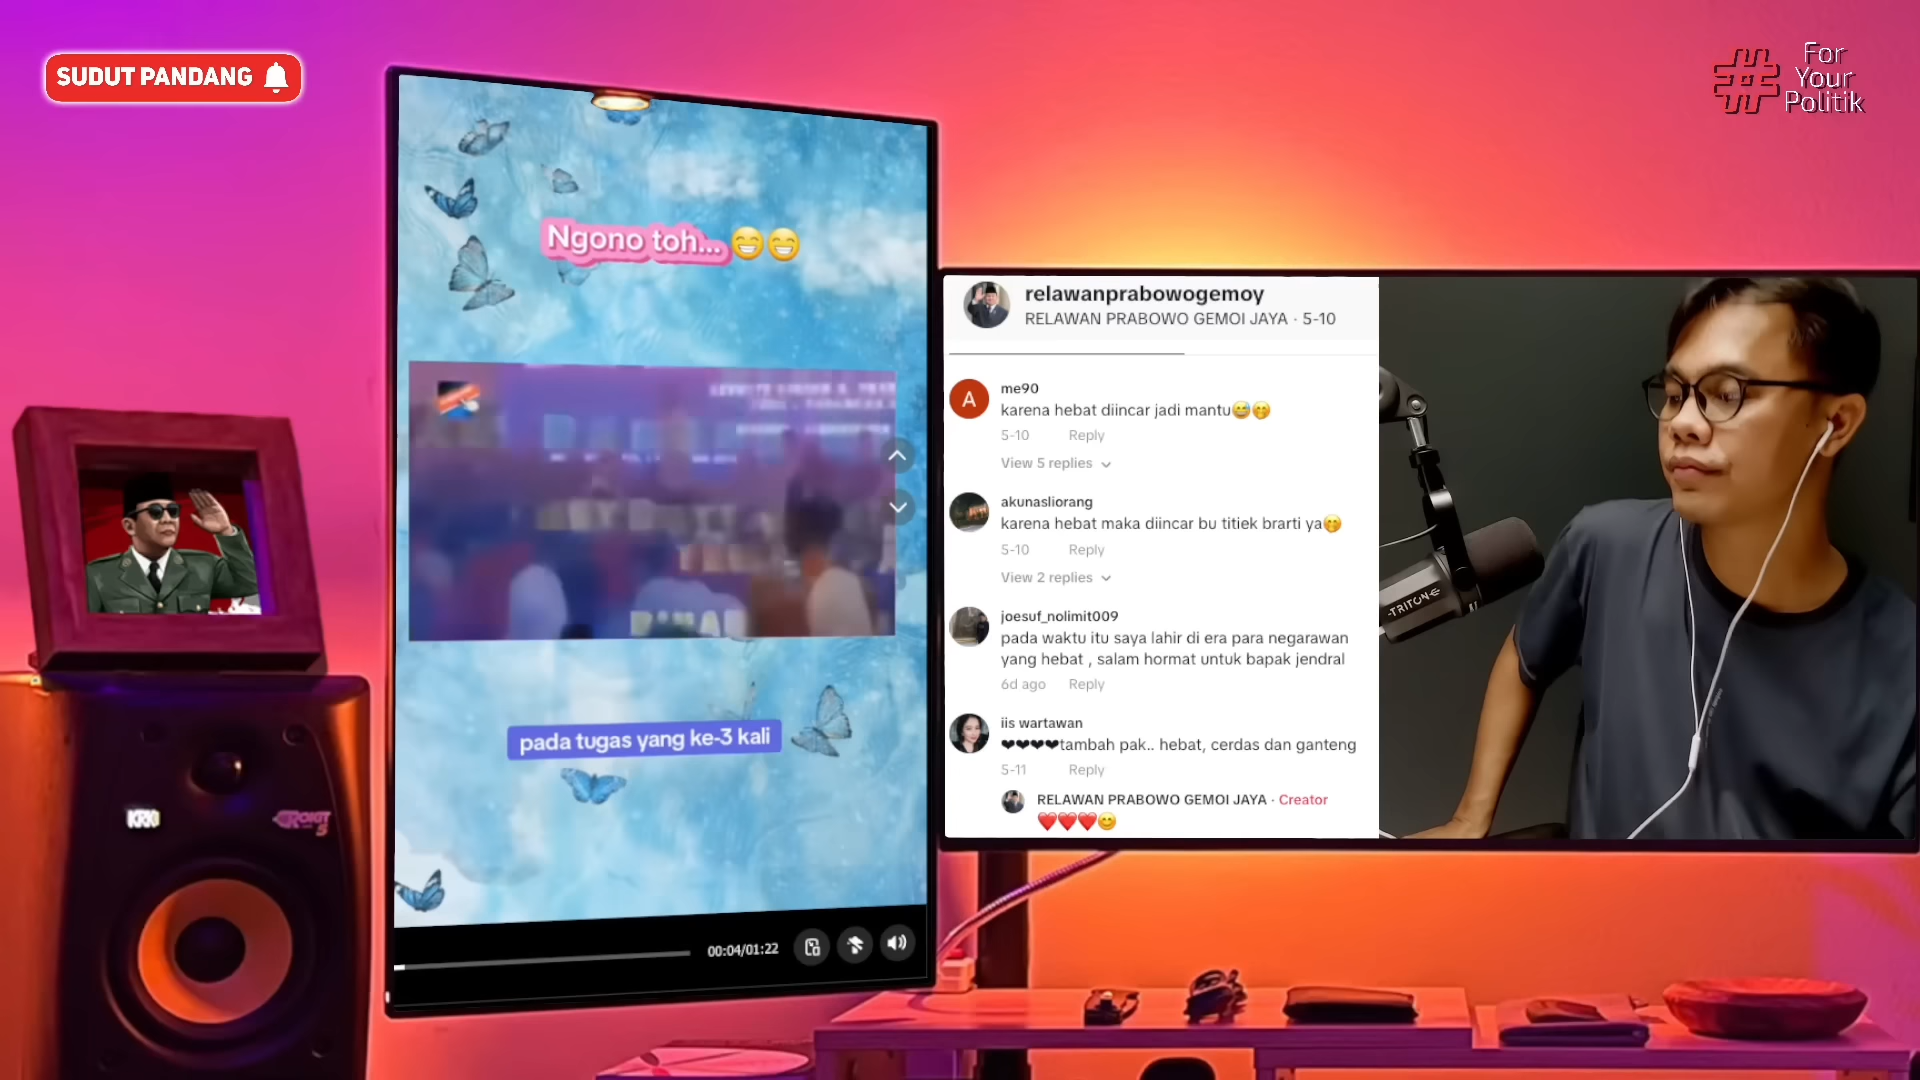 SUDUT PANDANG
For
Your
Politik
Ngono toh...😁😁
pada tugas yang ke-3 kali
00:04/01:22
relawanprabowogemoy
RELAWAN PRABOWO GEMOI JAYA · 5-10
A
me90
karena hebat diincar jadi mantu😅🤭
5-10 Reply
View 5 replies
akunasliorang
karena hebat maka diincar bu titiek brarti ya🤭
5-10 Reply
View 2 replies
joesuf_nolimit009
pada waktu itu saya lahir di era para negarawan
yang hebat , salam hormat untuk bapak jendral
6d ago Reply
iis wartawan
❤❤❤❤tambah pak.. hebat, cerdas dan ganteng
5-11 Reply
RELAWAN PRABOWO GEMOI JAYA · Creator
❤️❤️❤️😊
TRITON
KRK
ROKIT 5